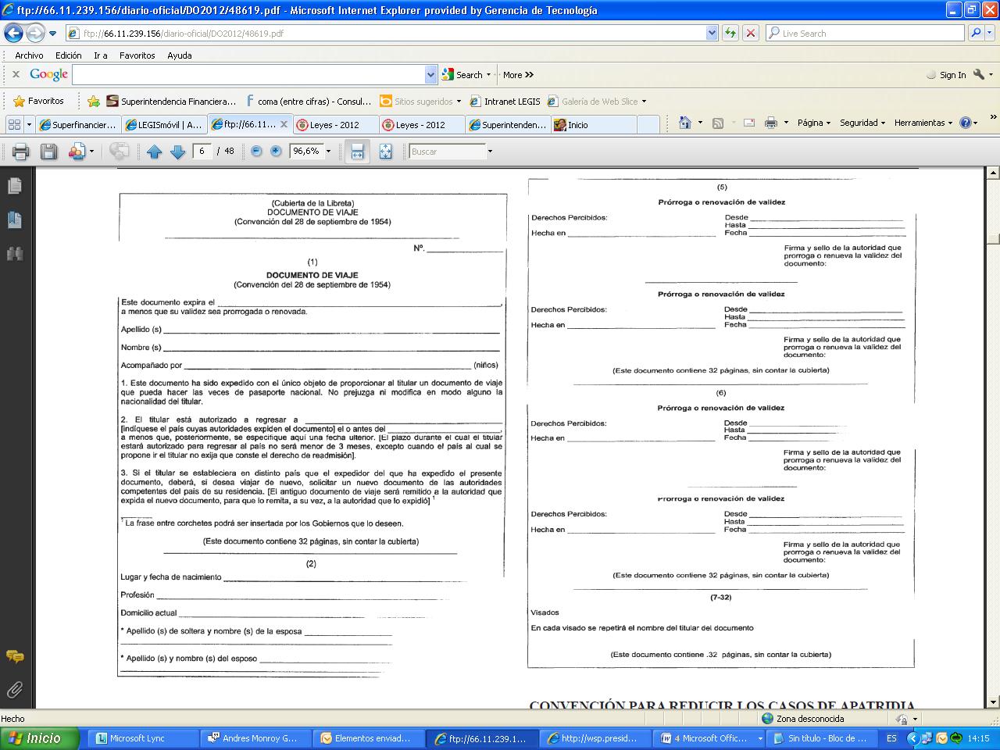 ftp://66.11.239.156/diario-oficial/DO2012/48619.pdf - Microsoft Internet Explorer provided by Gerencia de Tecnología
ftp://66.11.239.156/diario-oficial/DO2012/48619.pdf
Live Search
Archivo Edición Ir a Favoritos Ayuda
Google Search More Sign In
Favoritos Superintendencia Financiera... coma (entre cifras) - Consul... Sitios sugeridos Intranet LEGIS Galería de Web Slice
Superfinancier... LEGISmóvil | A... ftp://66.11... Leyes - 2012 Leyes - 2012 Superintenden... Inicio Página Seguridad Herramientas
6 / 48 96,6% Buscar
(Cubierta de la Libreta)
DOCUMENTO DE VIAJE
(Convención del 28 de septiembre de 1954)
Nº.
(1)
DOCUMENTO DE VIAJE
(Convención del 28 de septiembre de 1954)
Este documento expira el ,
a menos que su validez sea prorrogada o renovada.
Apellido (s)
Nombre (s)
Acompañado por (niños)
1. Este documento ha sido expedido con el único objeto de proporcionar al titular un documento de viaje
que pueda hacer las veces de pasaporte nacional. No prejuzga ni modifica en modo alguno la
nacionalidad del titular.
2. El titular está autorizado a regresar a
[indíquese el país cuyas autoridades expiden el documento] el o antes del ,
a menos que, posteriormente, se especifique aquí una fecha ulterior. [El plazo durante el cual el titular
estará autorizado para regresar al país no será menor de 3 meses, excepto cuando el país al cual se
propone ir el titular no exija que conste el derecho de readmisión].
3. Si el titular se estableciera en distinto país que el expedidor del que ha expedido el presente
documento, deberá, si desea viajar de nuevo, solicitar un nuevo documento de las autoridades
competentes del país de su residencia. [El antiguo documento de viaje será remitido a la autoridad que
expida el nuevo documento, para que lo remita, a su vez, a la autoridad que lo expidió] 1
1 La frase entre corchetes podrá ser insertada por los Gobiernos que lo deseen.
(Este documento contiene 32 páginas, sin contar la cubierta)
(2)
Lugar y fecha de nacimiento
Profesión
Domicilio actual
* Apellido (s) de soltera y nombre (s) de la esposa
* Apellido (s) y nombre (s) del esposo
(5)
Prórroga o renovación de validez
Derechos Percibidos: Desde
Hasta
Hecha en Fecha
Firma y sello de la autoridad que
prorroga o renueva la validez del
documento:
Prórroga o renovación de validez
Derechos Percibidos: Desde
Hasta
Hecha en Fecha
Firma y sello de la autoridad que
prorroga o renueva la validez del
documento:
(Este documento contiene 32 páginas, sin contar la cubierta)
(6)
Prórroga o renovación de validez
Derechos Percibidos: Desde
Hasta
Hecha en Fecha
Firma y sello de la autoridad que
prorroga o renueva la validez del
documento:
Prórroga o renovación de validez
Derechos Percibidos: Desde
Hasta
Hecha en Fecha
Firma y sello de la autoridad que
prorroga o renueva la validez del
documento:
(Este documento contiene 32 páginas, sin contar la cubierta)
(7-32)
Visados
En cada visado se repetirá el nombre del titular del documento
(Este documento contiene .32 páginas, sin contar la cubierta)
CONVENCIÓN PARA REDUCIR LOS CASOS DE APATRIDIA
Hecho Zona desconocida
Inicio Microsoft Lync Andres Monroy G... Elementos enviad... ftp://66.11.239.1... http://wsp.presid... 4 Microsoft Offic... Sin título - Bloc de ... ES 14:15